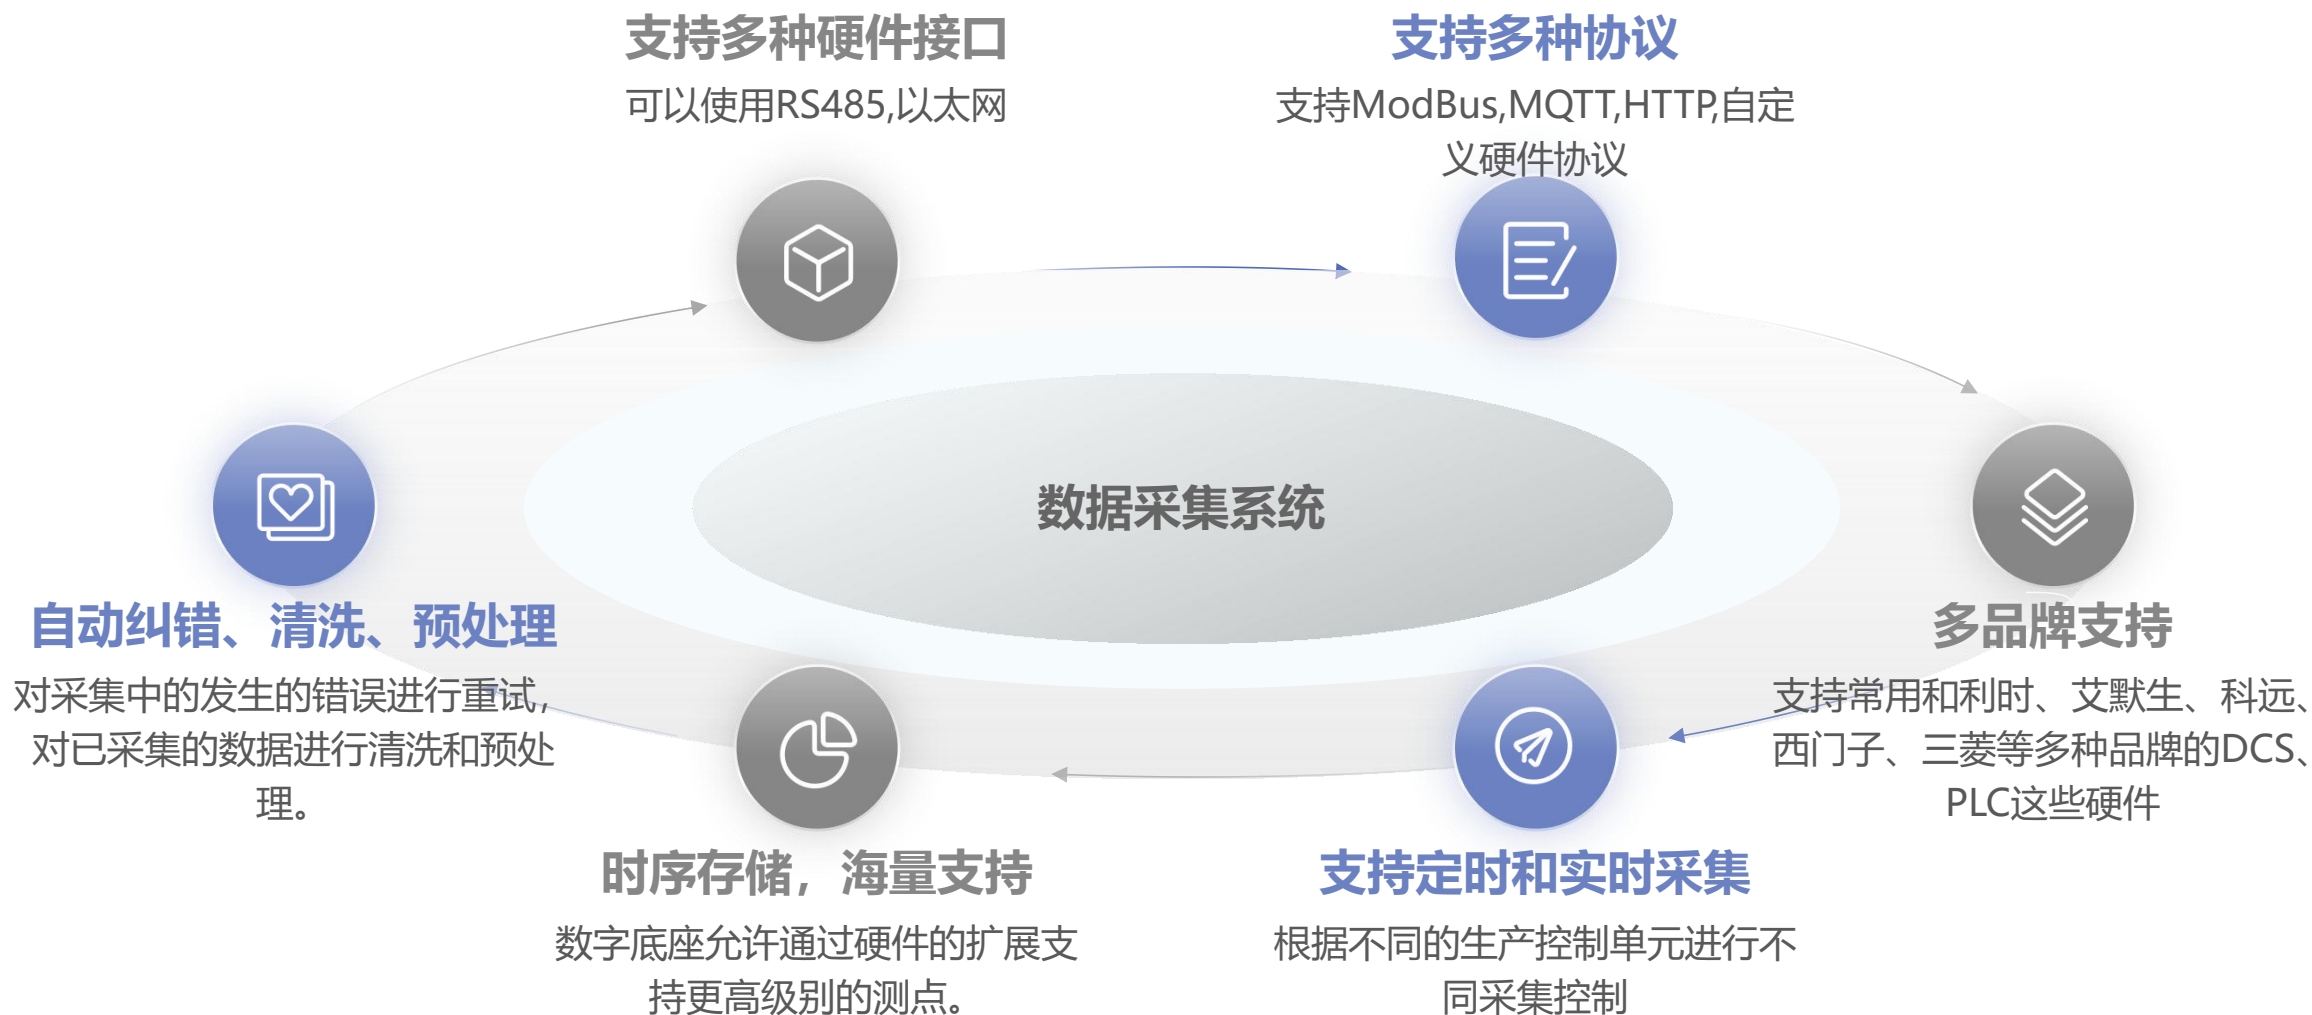 支持多种硬件接口
可以使用RS485,以太网
支持多种协议
支持ModBus,MQTT,HTTP,自定
义硬件协议
数据采集系统
自动纠错、清洗、预处理
对采集中的发生的错误进行重试，
对已采集的数据进行清洗和预处
理。
多品牌支持
支持常用和利时、艾默生、科远、
西门子、三菱等多种品牌的DCS、
PLC这些硬件
时序存储，海量支持
数字底座允许通过硬件的扩展支
持更高级别的测点。
支持定时和实时采集
根据不同的生产控制单元进行不
同采集控制